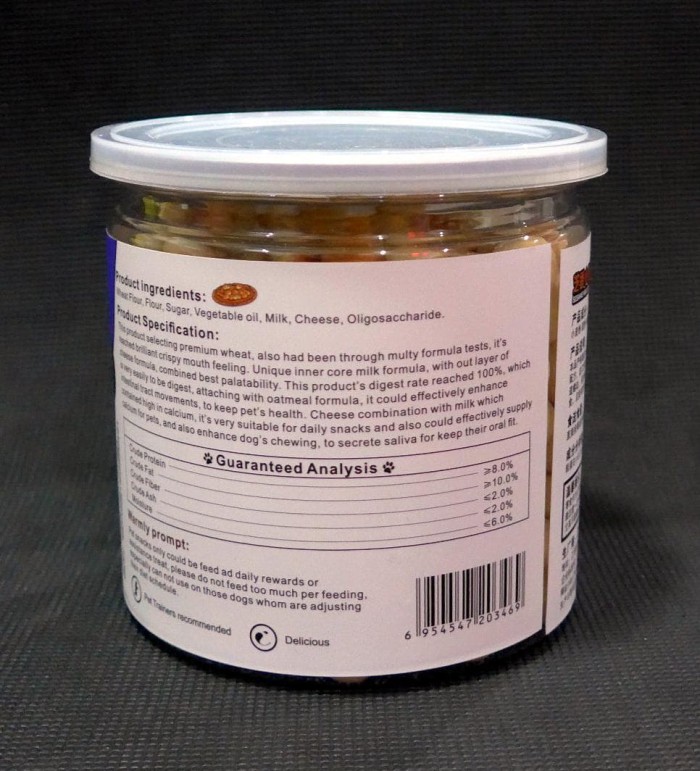 Product Ingredients:
Wheat Flour, Flour, Sugar, Vegetable oil, Milk, Cheese, Oligosaccharide.
Product Specification:
This product selecting premium wheat, also had been through multy formula tests, it's
reached brilliant crispy mouth feeling. Unique inner core milk formula, with out layer of
cheese formula, combined best palatability. This product's digest rate reached 100%, which
is very easily to be digest, attaching with oatmeal formula, it could effectively enhance
intestinal tract movements, to keep pet's health. Cheese combination with milk which
contained high in calcium, it's very suitable for daily snacks and also could effectively supply
calcium for pets, and also enhance dog's chewing, to secrete saliva for keep their oral fit.
Guaranteed Analysis
Crude Protein ≥8.0%
Crude Fat ≥10.0%
Crude Fiber ≤2.0%
Crude Ash ≤2.0%
Moisture ≤6.0%
Warmly prompt:
Pet snacks only could be feed ad daily rewards or
treat, please do not feed too much per feeding,
especially can not use on those dogs whom are adjusting
their diet schedule.
Pet Trainers recommended
Delicious
6 954547 203469